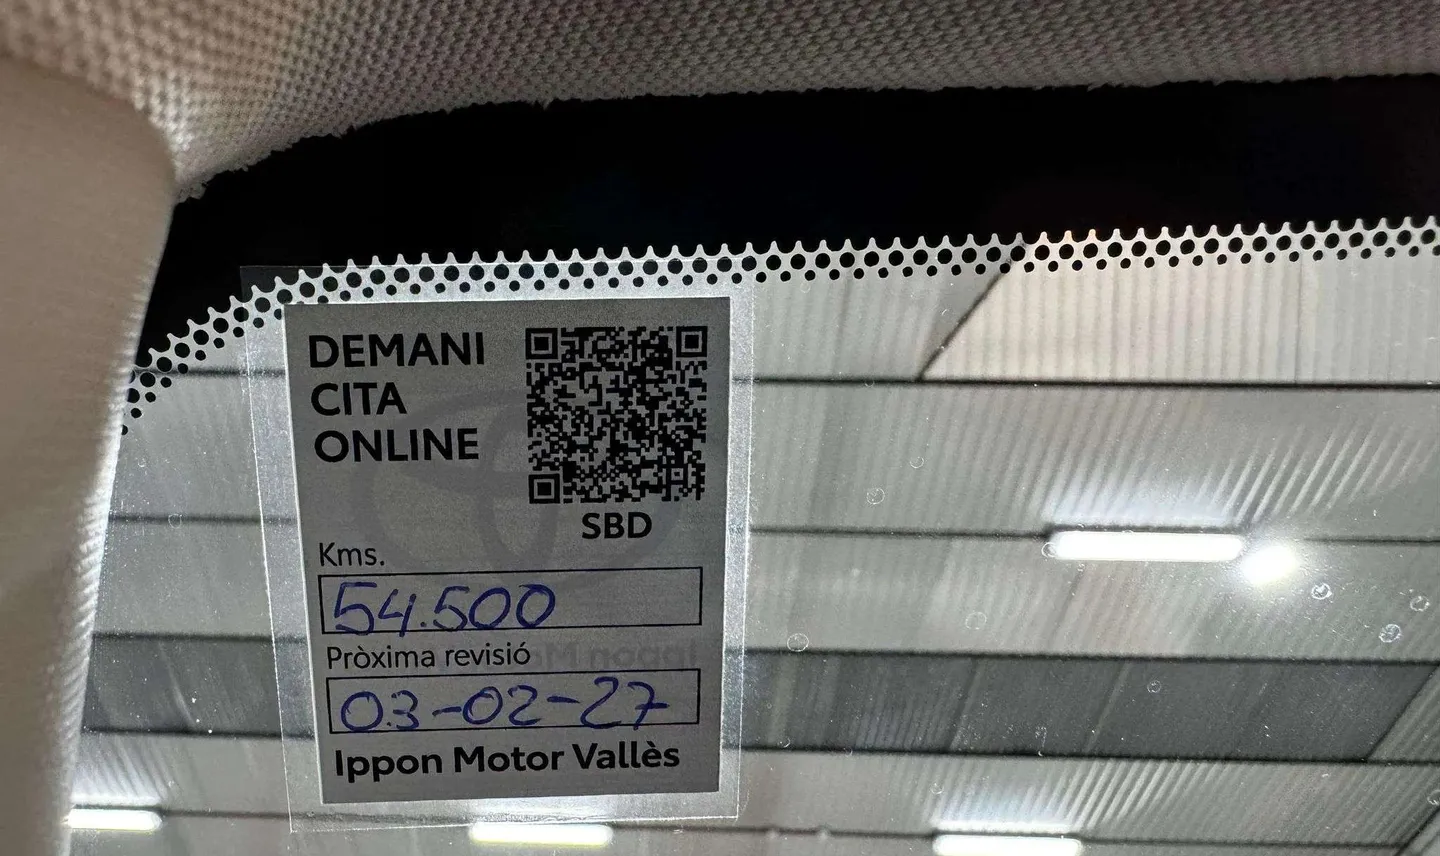 DEMANI
CITA
ONLINE
SBD
Kms.
54.500
Pròxima revisió
03-02-27
Ippon Motor Vallès